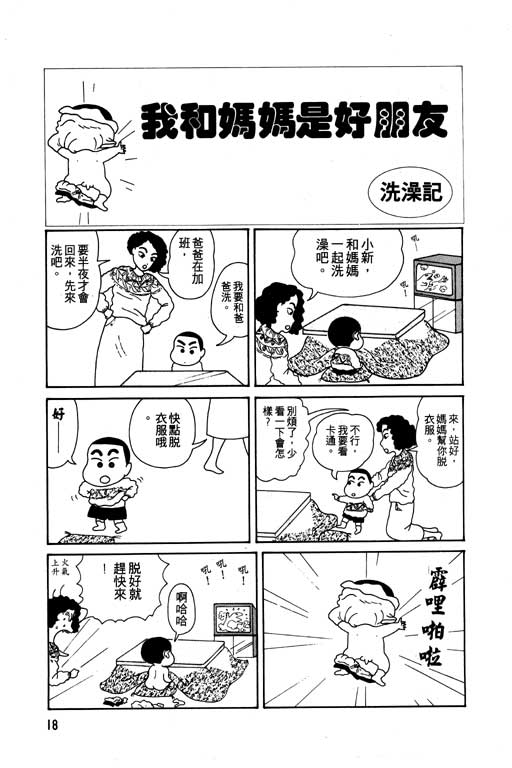 我和媽媽是好朋友
洗澡記
吼！
吼！
小新，
和媽媽
一起洗
澡吧。
我要和爸
爸洗。
爸爸在加
班，
要半夜才會
回來，先來
洗吧。
來，站好，
媽媽幫你脫
衣服。
不行，
我要看
卡通。
別煩了，少
看一下會怎
樣？
快點脫
衣服哦
。
好——
霹哩啪啦
吼！
吼！
吼！
啊哈哈
脫好就
趕快來
！
火氣
上升
18